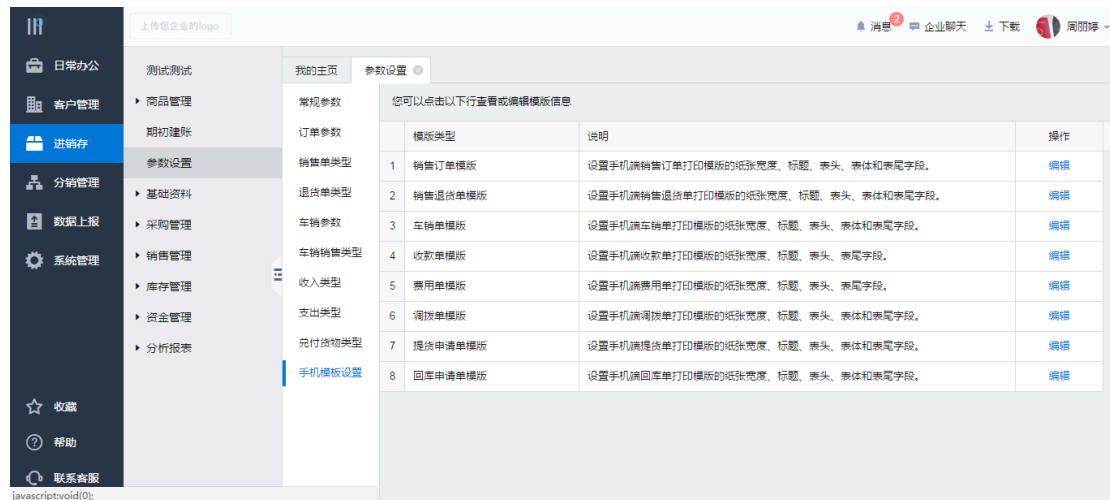 上传您企业的logo
消息 2 企业聊天 下载 周丽婷
日常办公
客户管理
进销存
分销管理
数据上报
系统管理
收藏
帮助
联系客服
javascript:void(0);
测试测试
商品管理
期初建账
参数设置
基础资料
采购管理
销售管理
库存管理
资金管理
分析报表
我的主页 参数设置
常规参数
订单参数
销售单类型
退货单类型
车销参数
车销销售类型
收入类型
支出类型
兑付货物类型
手机模板设置
您可以点击以下行查看或编辑模版信息
模版类型 说明 操作
1 销售订单模版 设置手机端销售订单打印模版的纸张宽度、标题、表头、表体和表尾字段。 编辑
2 销售退货单模版 设置手机端销售退货单打印模版的纸张宽度、标题、表头、表体和表尾字段。 编辑
3 车销单模版 设置手机端车销单打印模版的纸张宽度、标题、表头、表体和表尾字段。 编辑
4 收款单模版 设置手机端收款单打印模版的纸张宽度、标题、表头、表尾字段。 编辑
5 费用单模版 设置手机端费用单打印模版的纸张宽度、标题、表头、表尾字段。 编辑
6 调拨单模版 设置手机端调拨单打印模版的纸张宽度、标题、表头、表体和表尾字段。 编辑
7 提货申请单模版 设置手机端提货单打印模版的纸张宽度、标题、表头、表体和表尾字段。 编辑
8 回库申请单模版 设置手机端回库单打印模版的纸张宽度、标题、表头、表体和表尾字段。 编辑